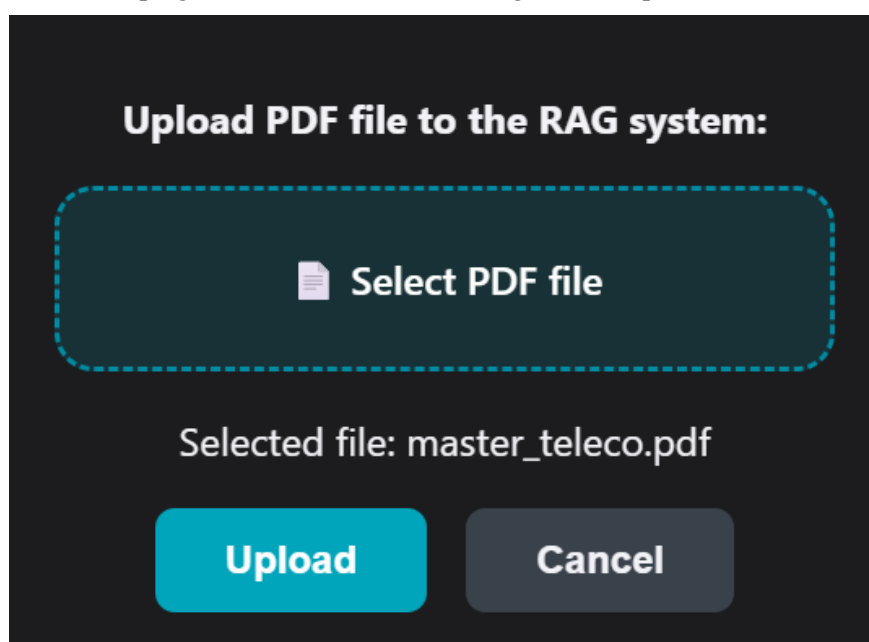 Upload PDF file to the RAG system:
Select PDF file
Selected file: master_teleco.pdf
Upload Cancel